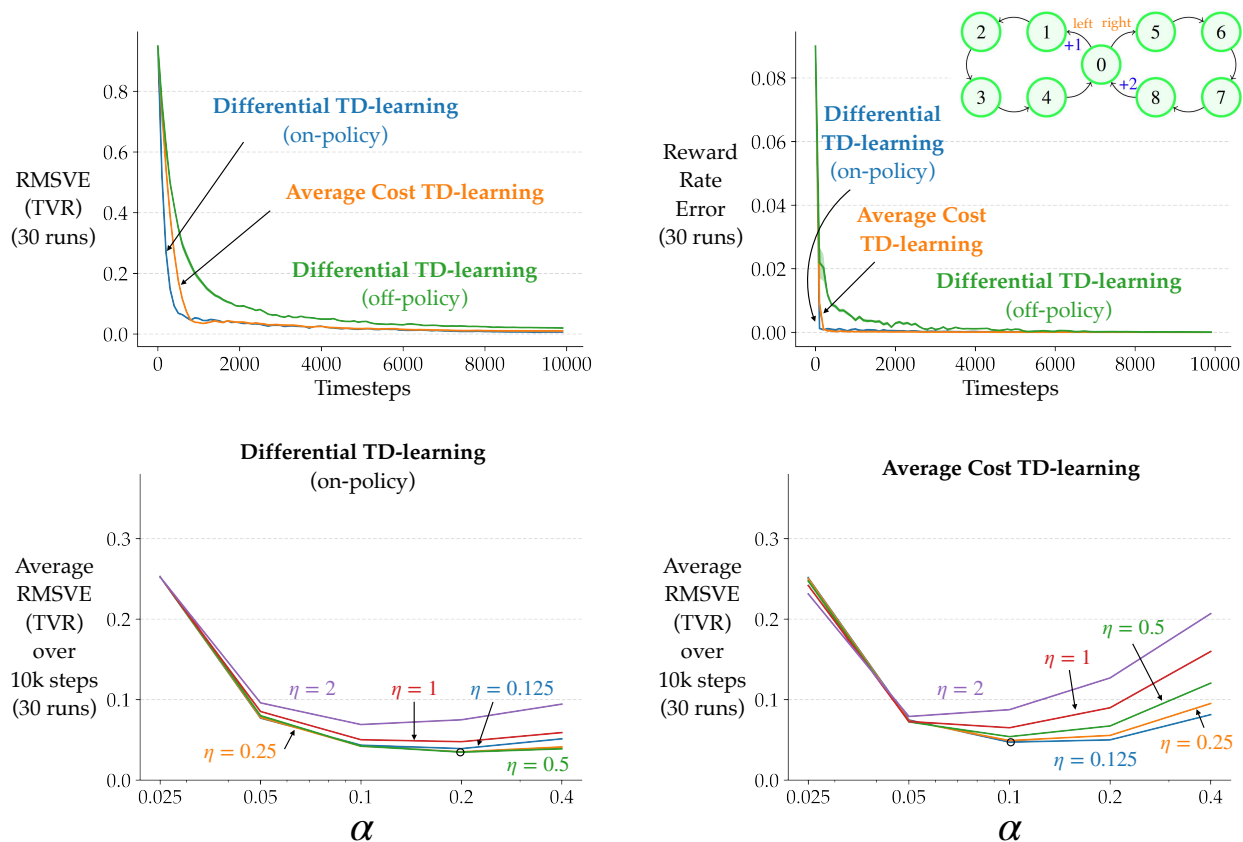 RMSVE
(TVR)
(30 runs)
0.8
0.6
0.4
0.2
0.0
Differential TD-learning
(on-policy)
Average Cost TD-learning
Differential TD-learning
(off-policy)
0
2000
4000
6000
8000
10000
Timesteps
Reward
Rate
Error
(30 runs)
0.08
0.06
0.04
0.02
0.00
Differential
TD-learning
(on-policy)
Average Cost
TD-learning
Differential TD-learning
(off-policy)
left right
+1
+2
2
1
5
6
0
3
4
8
7
0
2000
4000
6000
8000
10000
Timesteps
Differential TD-learning
(on-policy)
Average
RMSVE
(TVR)
over
10k steps
(30 runs)
0.3
0.2
0.1
0.0
η = 2
η = 1
η = 0.125
η = 0.25
η = 0.5
0.025
0.05
0.1
0.2
0.4
α
Average Cost TD-learning
Average
RMSVE
(TVR)
over
10k steps
(30 runs)
0.3
0.2
0.1
0.0
η = 0.5
η = 1
η = 2
η = 0.25
η = 0.125
0.025
0.05
0.1
0.2
0.4
α